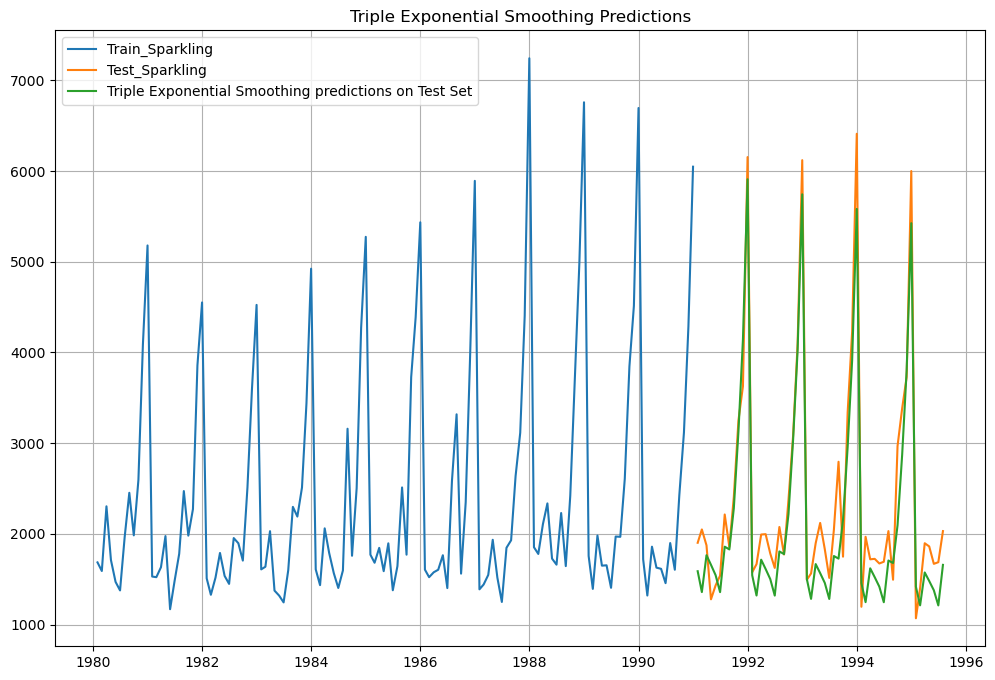 Triple Exponential Smoothing Predictions
Train_Sparkling
Test_Sparkling
Triple Exponential Smoothing predictions on Test Set
7000
6000
5000
4000
3000
2000
1000
1980 1982 1984 1986 1988 1990 1992 1994 1996